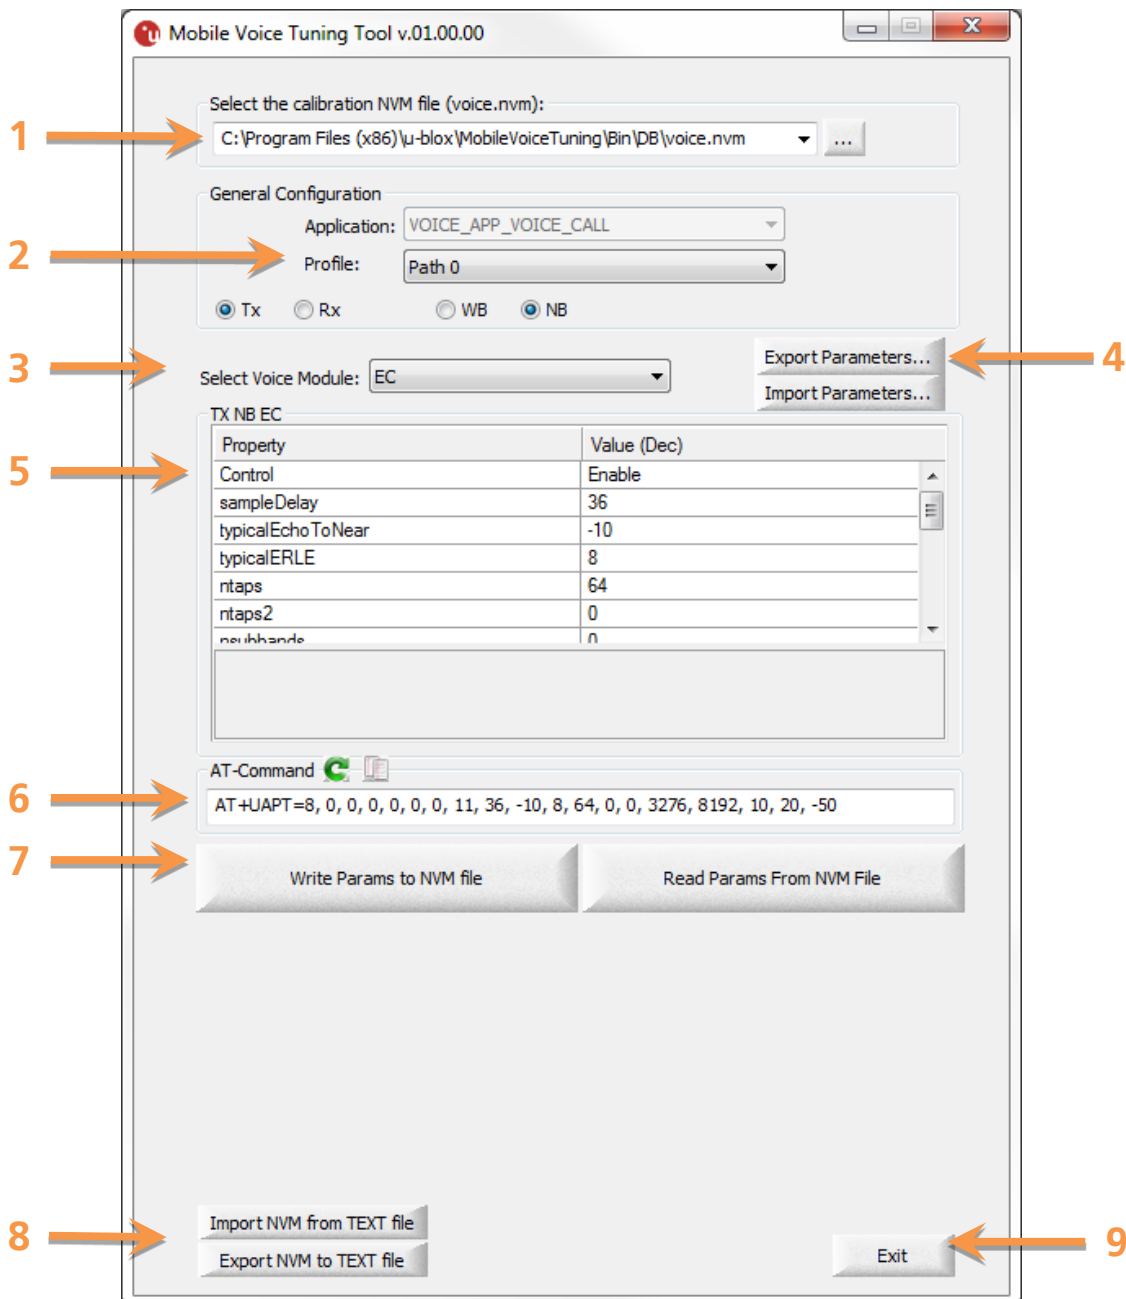 Mobile Voice Tuning Tool v.01.00.00
Select the calibration NVM file (voice.nvm):
1
C:\Program Files (x86)\u-blox\MobileVoiceTuning\Bin\DB\voice.nvm
...
General Configuration
Application: VOICE_APP_VOICE_CALL
2
Profile: Path 0
Tx Rx WB NB
3
Select Voice Module: EC
Export Parameters...
4
Import Parameters...
TX NB EC
Property Value (Dec)
5
Control Enable
sampleDelay 36
typicalEchoToNear -10
typicalERLE 8
ntaps 64
ntaps2 0
nsubbands 0
AT-Command
6
AT+UAPT=8, 0, 0, 0, 0, 0, 0, 11, 36, -10, 8, 64, 0, 0, 3276, 8192, 10, 20, -50
7
Write Params to NVM file Read Params From NVM File
8
Import NVM from TEXT file
Export NVM to TEXT file
Exit
9